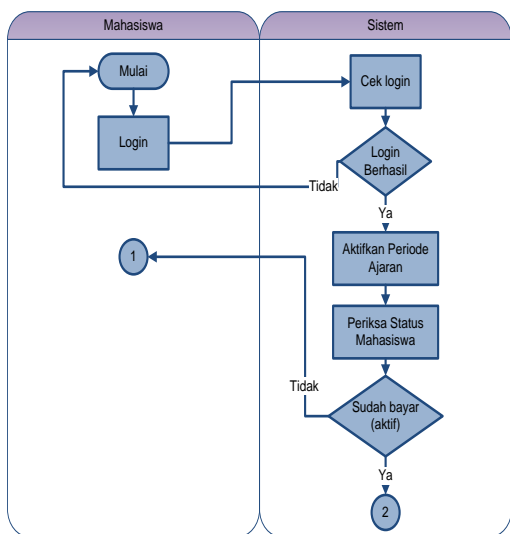 Mahasiswa
Sistem
Mulai
Cek login
Login
Login
Berhasil
Tidak
Ya
1
Aktifkan Periode
Ajaran
Periksa Status
Mahasiswa
Tidak
Sudah bayar
(aktif)
Ya
2